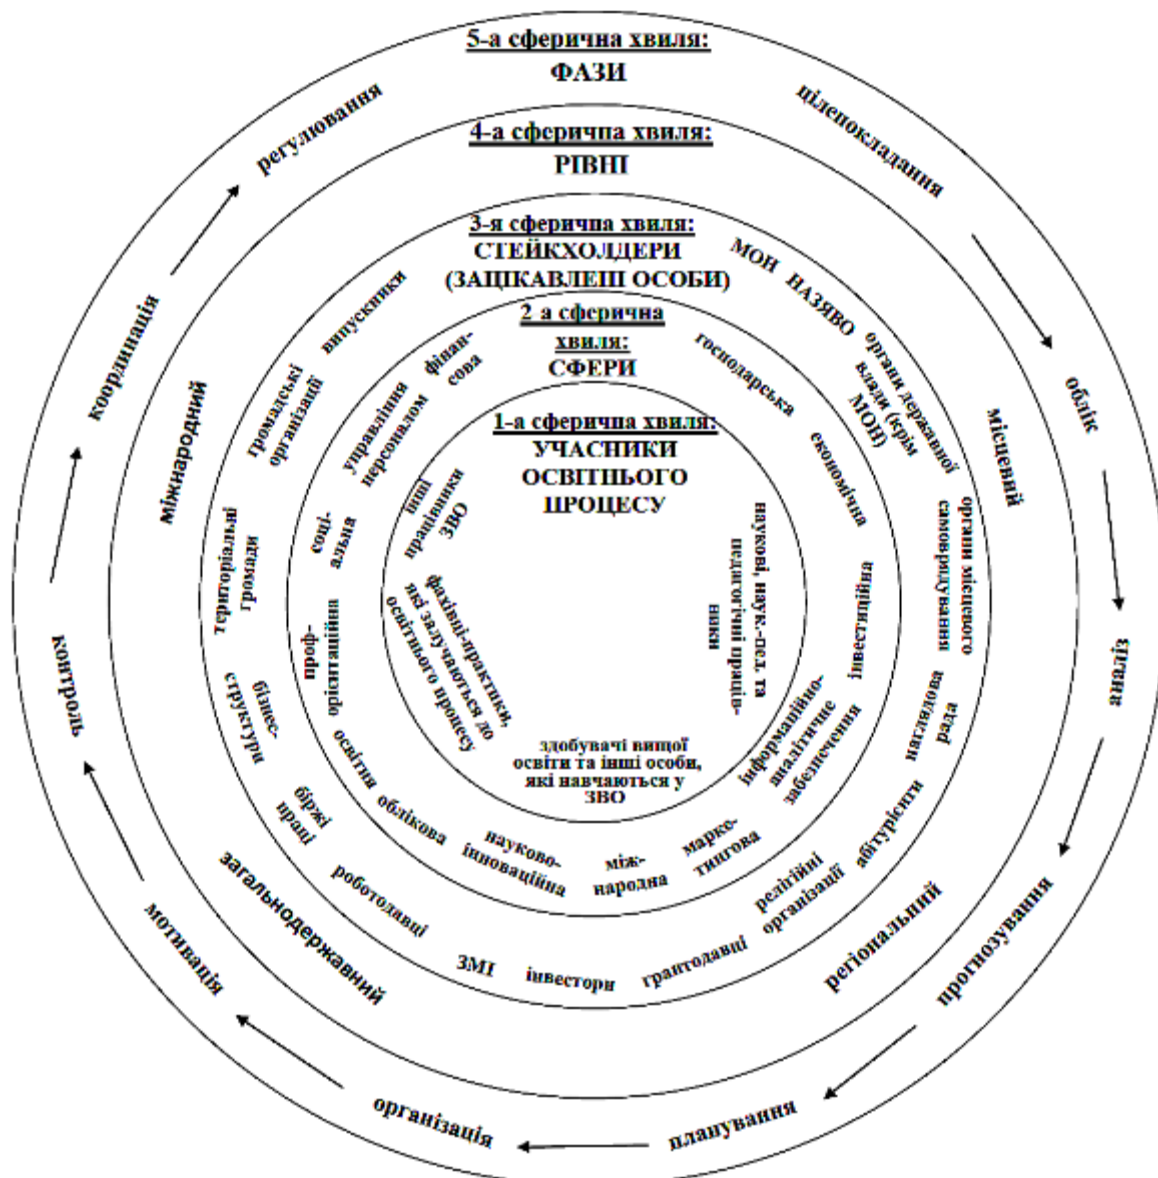 5-а сферична хвиля:
ФАЗИ
цілепокладання
облік
аналіз
прогнозування
планування
організація
мотивація
контроль
координація
регулювання
4-а сферична хвиля:
РІВНІ
місцевий
регіональний
загальнодержавний
міжнародний
3-я сферична хвиля:
СТЕЙКХОЛДЕРИ
(ЗАЦІКАВЛЕНІ ОСОБИ)
МОН
НАЗЯВО
органи державної
влади (крім
МОН)
органи місцевого
самоврядування
наглядова
рада
абітурієнти
релігійні
організації
грантодавці
інвестори
ЗМІ
роботодавці
біржі
праці
бізнес-
структури
територіальні
громади
громадські
організації
випускники
2-а сферична
хвиля:
СФЕРИ
господарська
економічна
інвестиційна
інформаційно-
аналітичне
забезпечення
марке-
тингова
між-
народна
науково-
інноваційна
облікова
освітня
проф-
орієнтаційна
соці-
альна
управління
персоналом
фінан-
сова
1-а сферична хвиля:
УЧАСНИКИ
ОСВІТНЬОГО
ПРОЦЕСУ
наукові, наук.-пед. та
педагогічні праців-
ники
здобувачі вищої
освіти та інші особи,
які навчаються у
ЗВО
фахівці-практики,
які залучаються до
освітнього процесу
інші
працівники
ЗВО